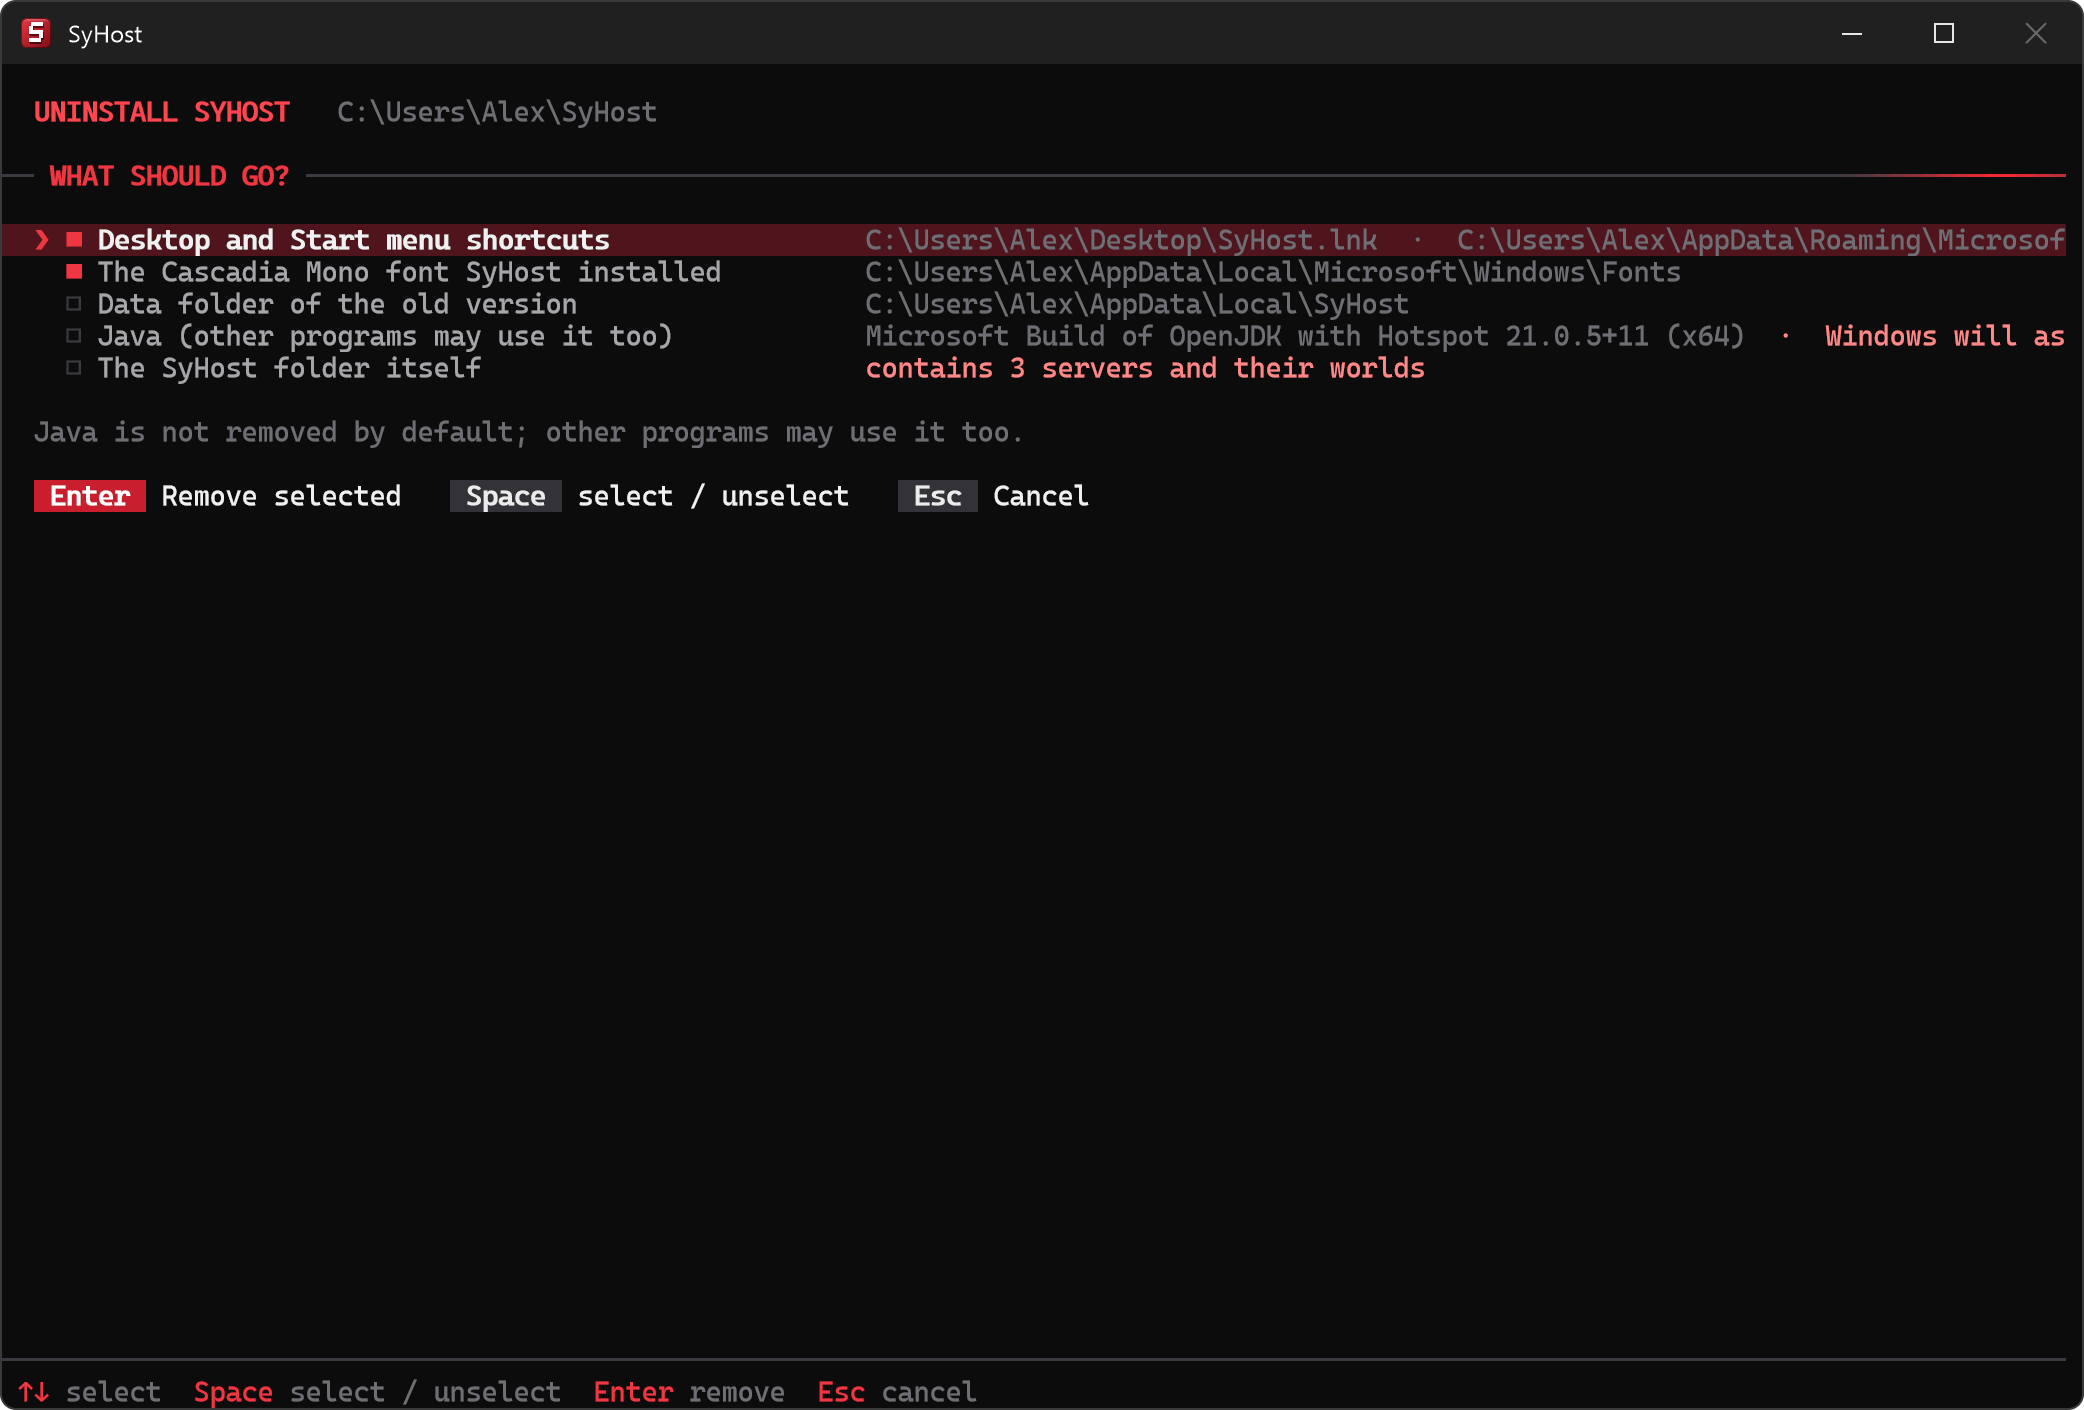 SyHost
UNINSTALL SYHOST C:\Users\Alex\SyHost
WHAT SHOULD GO?
❯ ■ Desktop and Start menu shortcuts C:\Users\Alex\Desktop\SyHost.lnk · C:\Users\Alex\AppData\Roaming\Microsof
■ The Cascadia Mono font SyHost installed C:\Users\Alex\AppData\Local\Microsoft\Windows\Fonts
□ Data folder of the old version C:\Users\Alex\AppData\Local\SyHost
□ Java (other programs may use it too) Microsoft Build of OpenJDK with Hotspot 21.0.5+11 (x64) · Windows will as
□ The SyHost folder itself contains 3 servers and their worlds
Java is not removed by default; other programs may use it too.
Enter Remove selected Space select / unselect Esc Cancel
↑↓ select Space select / unselect Enter remove Esc cancel